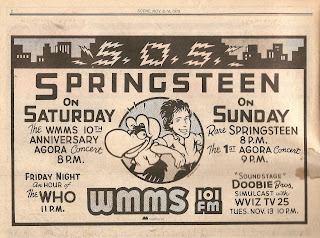 S.O.S.
SPRINGSTEEN
ON
SATURDAY
The WMMS 10TH
ANNIVERSARY
AGORA Concert
8 P.M.
ON
SUNDAY
Rare SPRINGSTEEN
8 P.M.
The 1ST AGORA Concert
9 P.M.
FRIDAY NIGHT
AN HOUR OF
The WHO
11 P.M.
WMMS 101 FM
"SOUNDSTAGE"
DOOBIE Bros.
SIMULCAST WITH
WVIZ TV 25
TUES. NOV. 13 10 P.M.